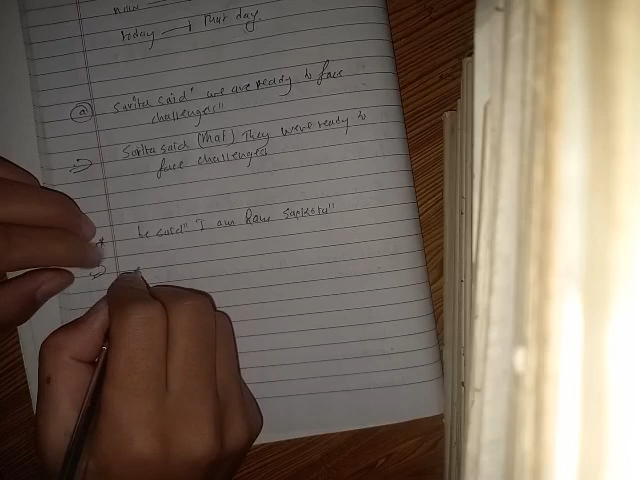 today → That day.
(a) Sarita said" we are ready to face
challenges"
⇒ Sarita said (that) They were ready to
face challenges
* he said" I am Ram
⇒